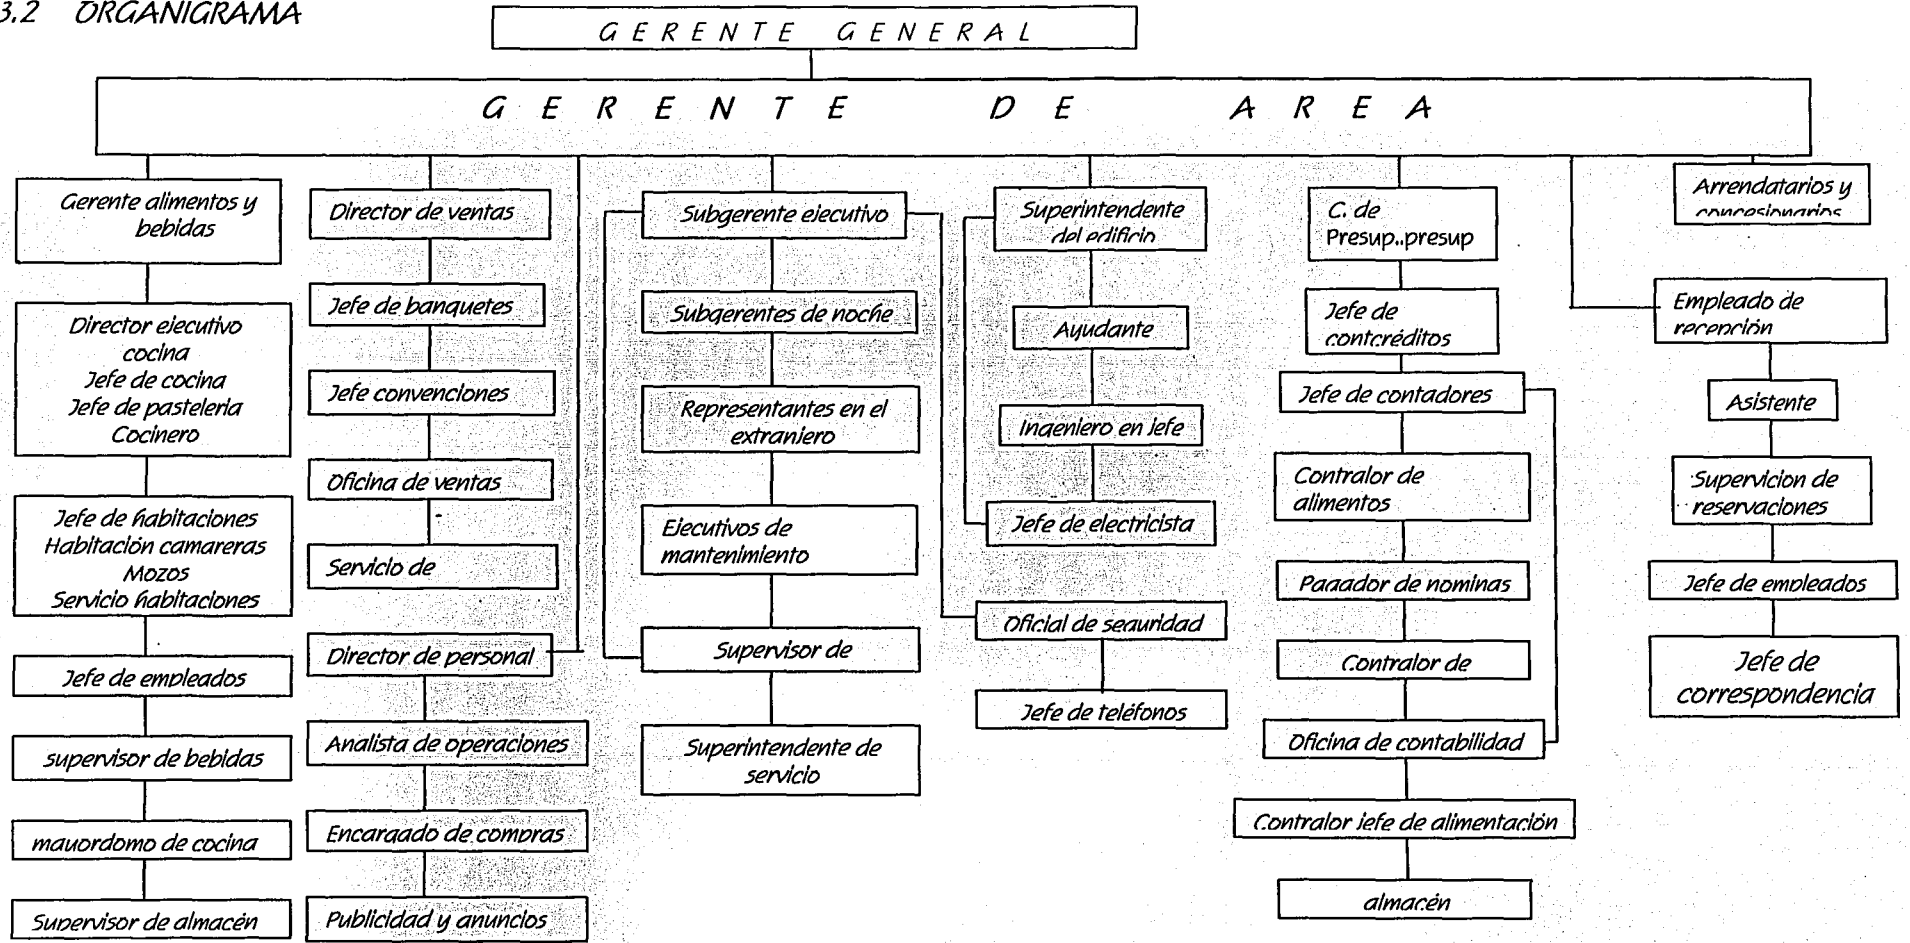 3.2 ORGANIGRAMA
GERENTE GENERAL
GERENTE DE AREA
Gerente alimentos y
bebidas
Director ejecutivo
cocina
Jefe de cocina
Jefe de pastelería
Cocinero
Jefe de habitaciones
Habitación camareras
Mozos
Servicio habitaciones
Jefe de empleados
supervisor de bebidas
mayordomo de cocina
Supervisor de almacén
Director de ventas
Jefe de banquetes
Jefe convenciones
Oficina de ventas
Servicio de
Director de personal
Analista de operaciones
Encargado de compras
Publicidad y anuncios
Subgerente ejecutivo
Subgerentes de noche
Representantes en el
extranjero
Ejecutivos de
mantenimiento
Supervisor de
Superintendente de
servicio
Superintendente
del edificio
Ayudante
Ingeniero en jefe
Jefe de electricista
Oficial de seguridad
Jefe de teléfonos
C. de
Presup..presup
Jefe de
contcréditos
Jefe de contadores
Contralor de
alimentos
Pagador de nominas
Contralor de
Oficina de contabilidad
Contralor jefe de alimentación
almacén
Arrendatarios y
concesionarios
Empleado de
recepción
Asistente
Supervicion de
reservaciones
Jefe de empleados
Jefe de
correspondencia